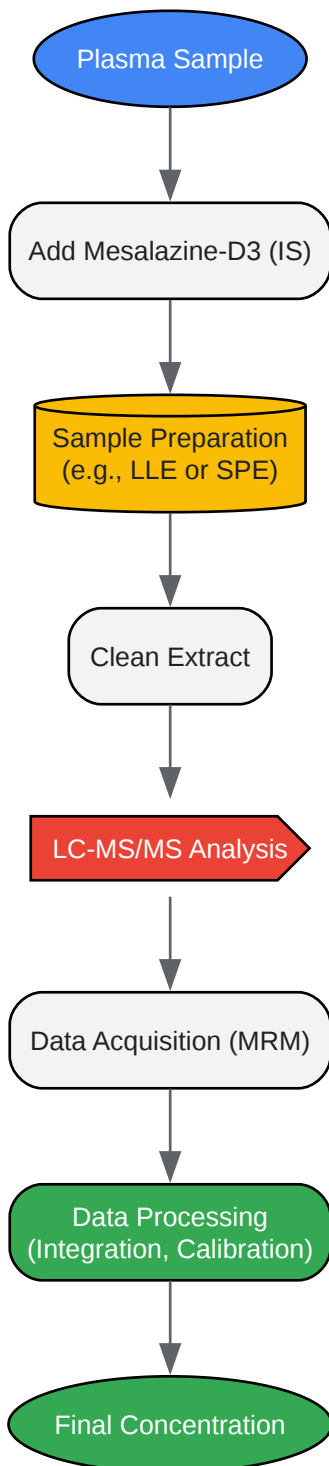 Plasma Sample
Add Mesalazine-D3 (IS)
Sample Preparation
(e.g., LLE or SPE)
Clean Extract
LC-MS/MS Analysis
Data Acquisition (MRM)
Data Processing
(Integration, Calibration)
Final Concentration